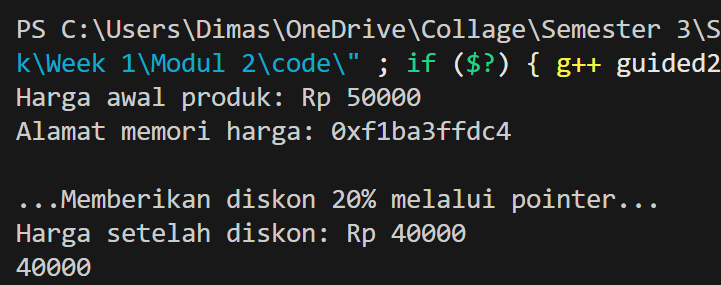 PS C:\Users\Dimas\OneDrive\Collage\Semester 3\S
k\Week 1\Modul 2\code\" ; if ($?) { g++ guided2
Harga awal produk: Rp 50000
Alamat memori harga: 0xf1ba3ffdc4
...Memberikan diskon 20% melalui pointer...
Harga setelah diskon: Rp 40000
40000